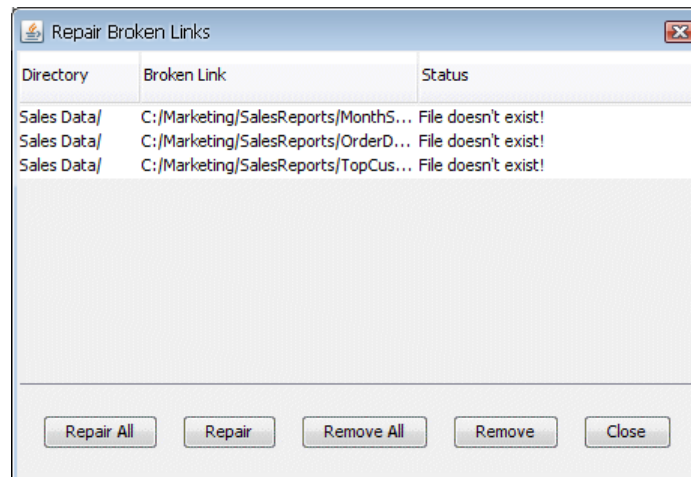 Repair Broken Links
Directory Broken Link Status
Sales Data/ C:/Marketing/SalesReports/MonthS... File doesn't exist!
Sales Data/ C:/Marketing/SalesReports/OrderD... File doesn't exist!
Sales Data/ C:/Marketing/SalesReports/TopCus... File doesn't exist!
Repair All Repair Remove All Remove Close